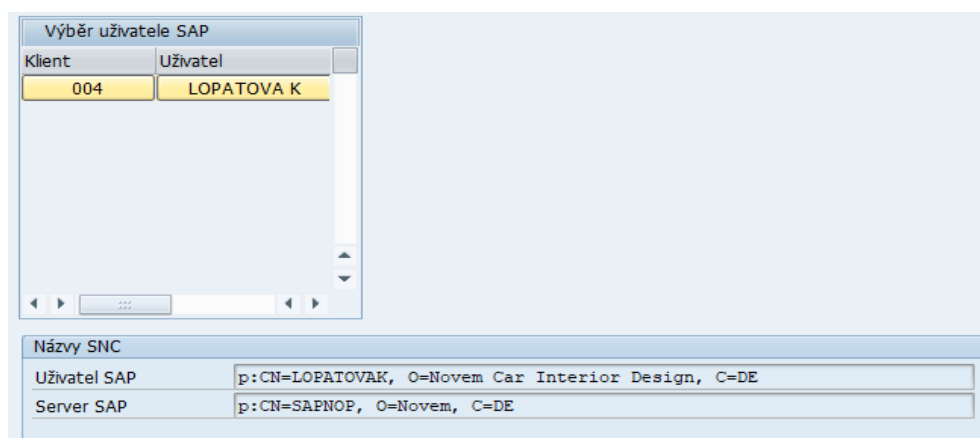 Výběr uživatele SAP
Klient Uživatel
004 LOPATOVA K
Názvy SNC
Uživatel SAP p:CN=LOPATOVAK, O=Novem Car Interior Design, C=DE
Server SAP p:CN=SAPNOP, O=Novem, C=DE